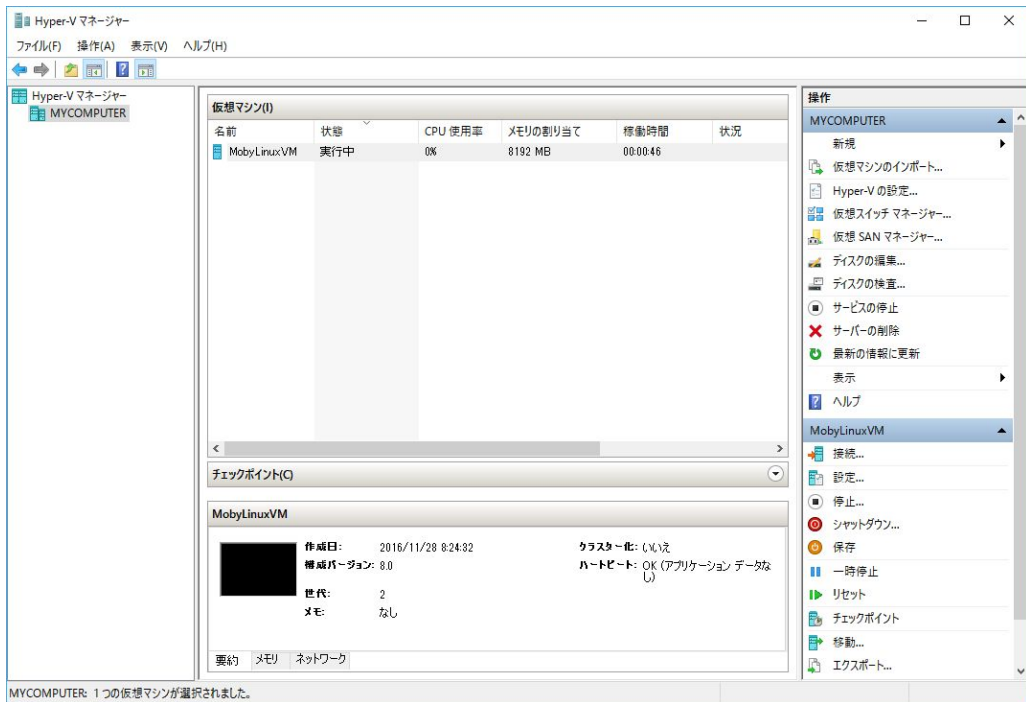 Hyper-V マネージャー
ファイル(F) 操作(A) 表示(V) ヘルプ(H)
Hyper-V マネージャー
MYCOMPUTER
仮想マシン(I)
名前 状態 CPU 使用率 メモリの割り当て 稼働時間 状況
MobyLinuxVM 実行中 0% 8192 MB 00:00:46
チェックポイント(C)
MobyLinuxVM
作成日: 2016/11/28 8:24:32 クラスター化: いいえ
構成バージョン: 8.0 ハートビート: OK (アプリケーション データな
し)
世代: 2
メモ: なし
要約 メモリ ネットワーク
操作
MYCOMPUTER
新規
仮想マシンのインポート...
Hyper-V の設定...
仮想スイッチ マネージャー...
仮想 SAN マネージャー...
ディスクの編集...
ディスクの検査...
サービスの停止
サーバーの削除
最新の情報に更新
表示
ヘルプ
MobyLinuxVM
接続...
設定...
停止...
シャットダウン...
保存
一時停止
リセット
チェックポイント
移動...
エクスポート...
MYCOMPUTER: 1 つの仮想マシンが選択されました。